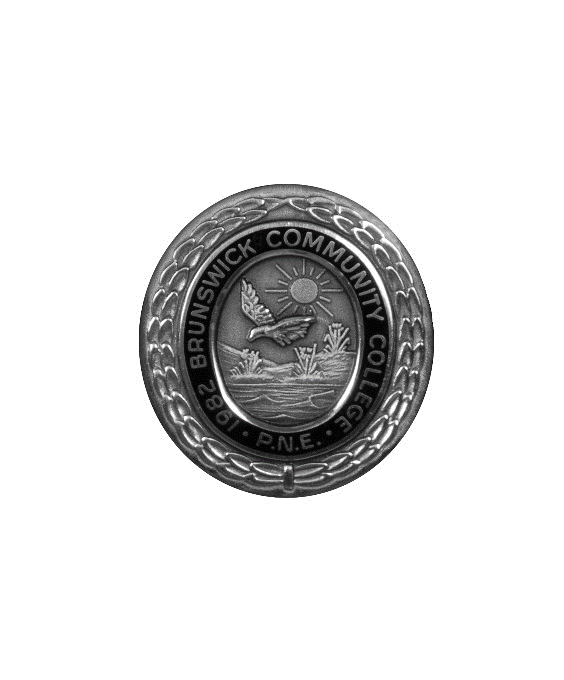 1982 BRUNSWICK COMMUNITY COLLEGE
• P.N.E. •